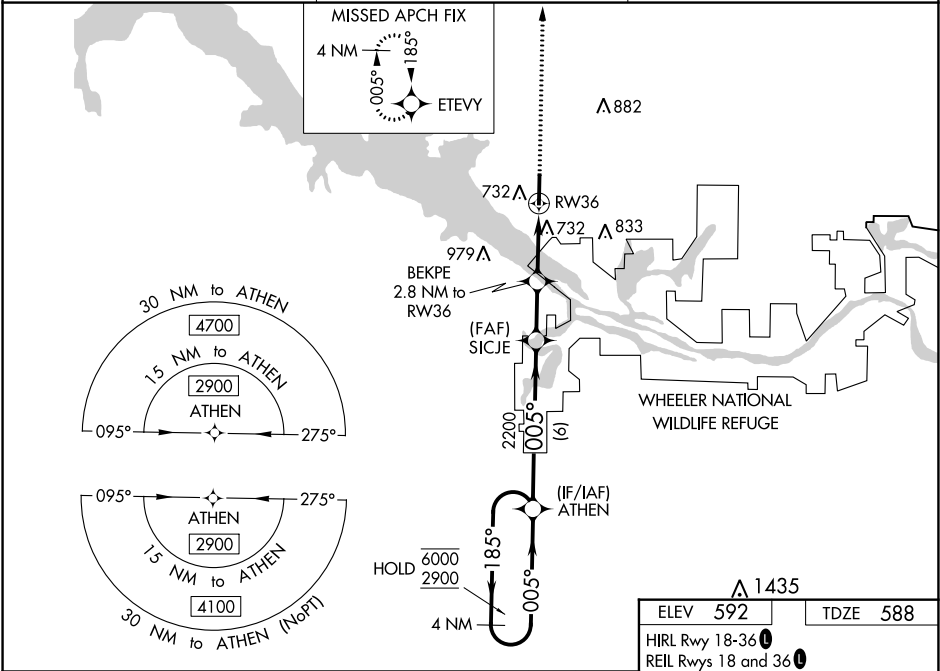 MISSED APCH FIX
4 NM
005°
185°
ETEVY
882
732
RW36
732
833
979
BEKPE
2.8 NM to
RW36
(FAF)
SICJE
30 NM to ATHEN
4700
15 NM to ATHEN
2900
ATHEN
095°
275°
WHEELER NATIONAL
WILDLIFE REFUGE
2200
005°
(6)
095°
275°
ATHEN
2900
15 NM to ATHEN
4100
30 NM to ATHEN (NoPT)
(IF/IAF)
ATHEN
185°
005°
HOLD
6000
2900
4 NM
1435
ELEV 592
TDZE 588
HIRL Rwy 18-36 L
REIL Rwys 18 and 36 L